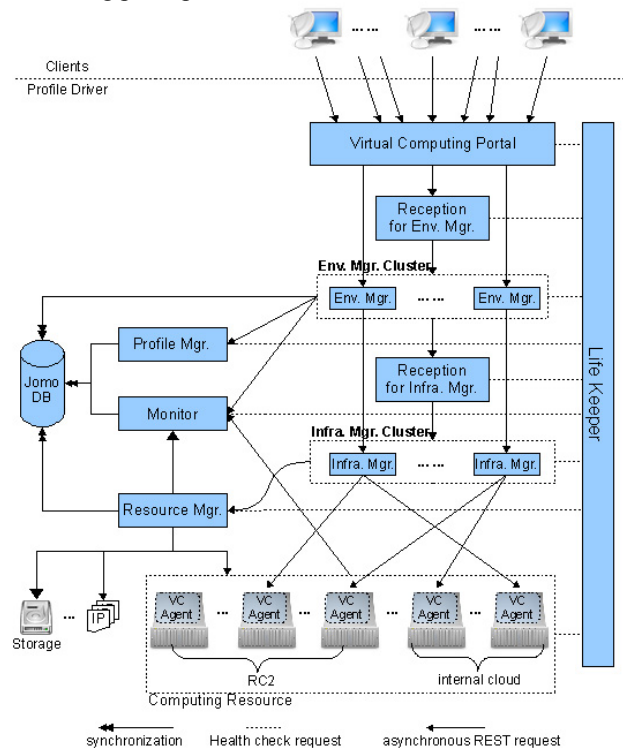 ... ...
... ...
Clients
Profile Driver
Virtual Computing Portal
Reception
for Env. Mgr.
Env. Mgr. Cluster
Env. Mgr.
... ...
Env. Mgr.
Profile Mgr.
Jomo
DB
Reception
for Infra. Mgr.
Life Keeper
Monitor
Infra. Mgr. Cluster
Infra. Mgr.
... ...
Infra. Mgr.
Resource Mgr.
Storage
...
IP
VC
Agent
...
VC
Agent
...
VC
Agent
...
VC
Agent
...
VC
Agent
RC2
internal cloud
Computing Resource
synchronization
Health check request
asynchronous REST request